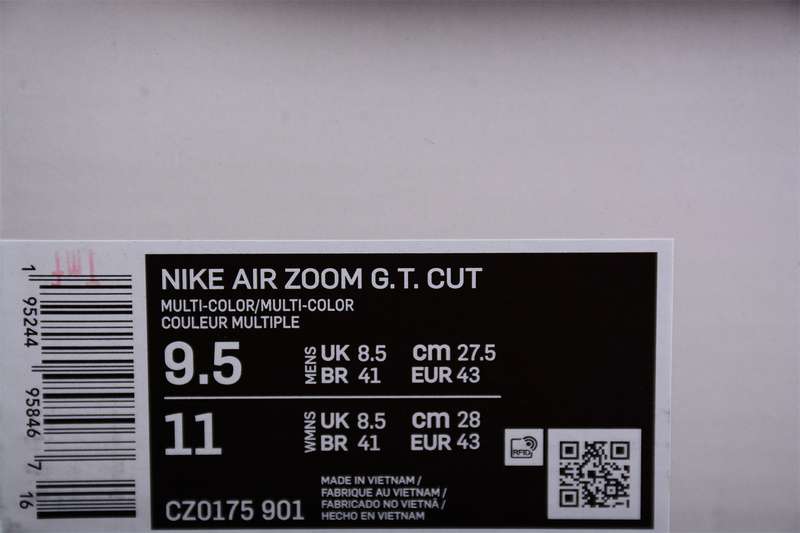 NIKE AIR ZOOM G.T. CUT
MULTI-COLOR/MULTI-COLOR
COULEUR MULTIPLE
9.5 MENS UK 8.5 cm 27.5
BR 41 EUR 43
11 WMNS UK 8.5 cm 28
BR 41 EUR 43
RFID
CZ0175 901
MADE IN VIETNAM /
FABRIQUE AU VIETNAM /
FABRICADO NO VIETNÃ /
HECHO EN VIETNAM
1 95244 95846 7 16